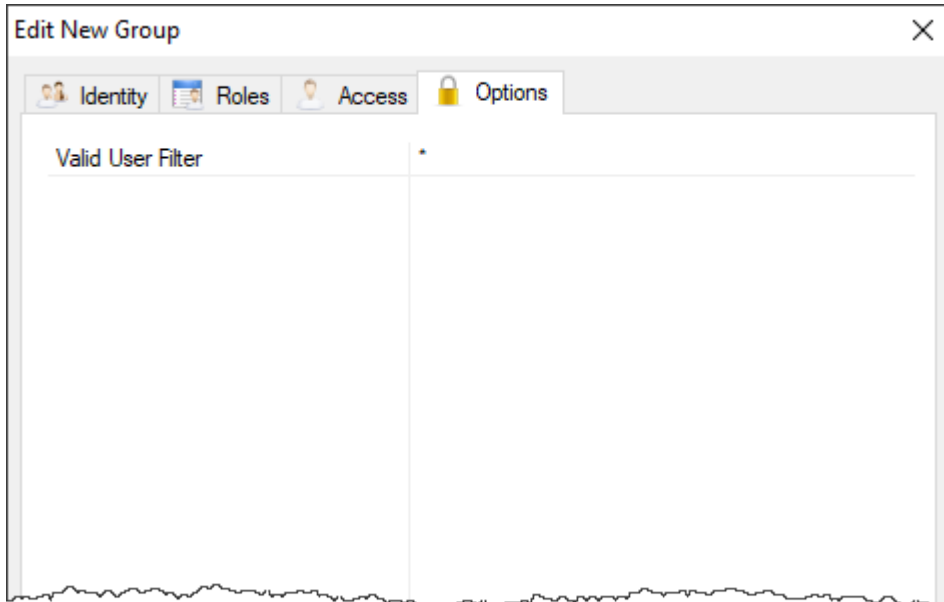 Edit New Group
Identity Roles Access Options
Valid User Filter *